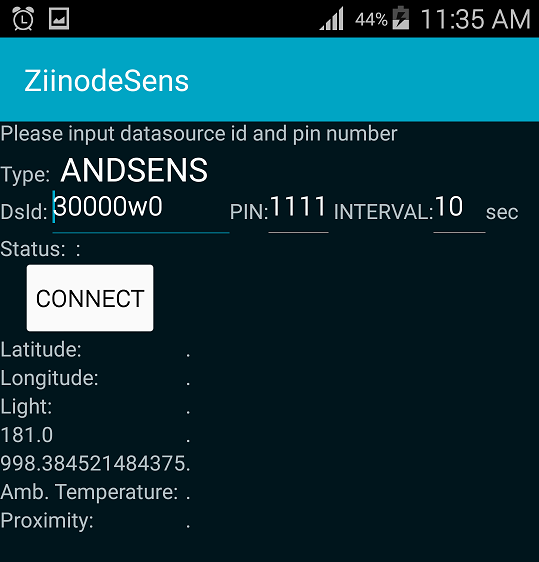 44% 11:35 AM
ZiinodeSens
Please input datasource id and pin number
Type: ANDSENS
DsId: 30000w0 PIN:1111 INTERVAL:10 sec
Status: :
CONNECT
Latitude: .
Longitude: .
Light: .
181.0 .
998.384521484375.
Amb. Temperature: .
Proximity: .